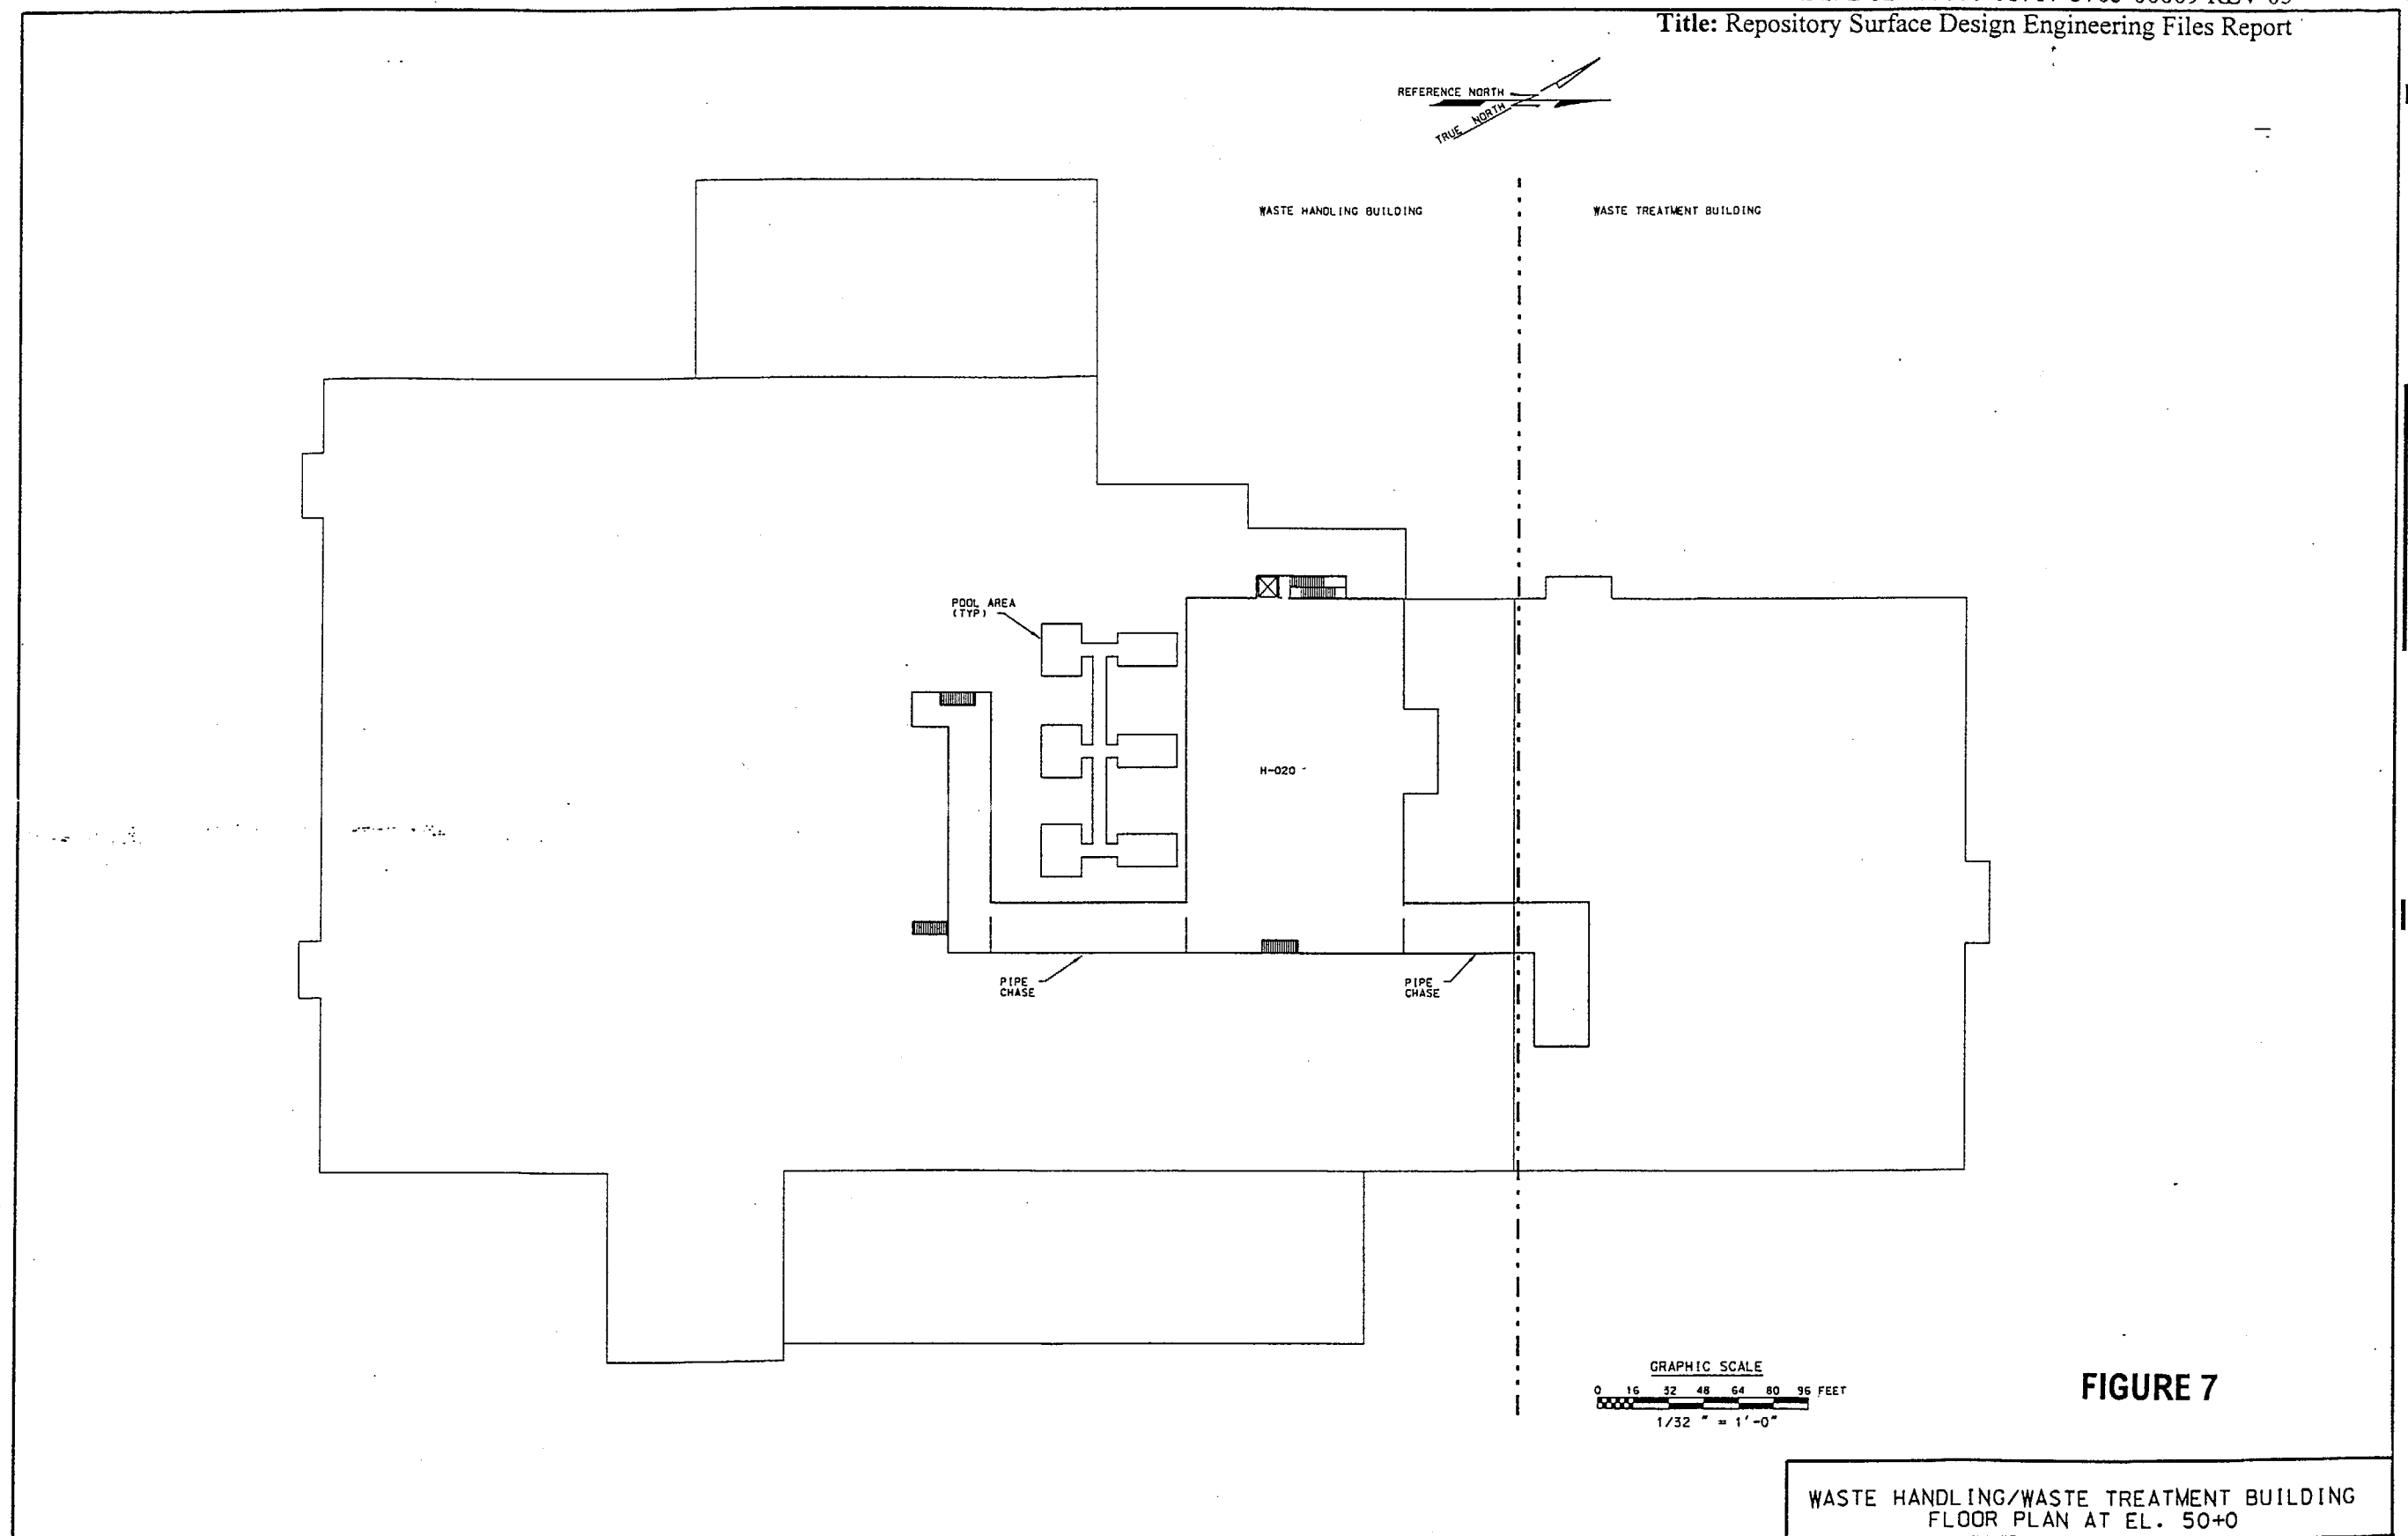 Title: Repository Surface Design Engineering Files Report
REFERENCE NORTH
TRUE NORTH
WASTE HANDLING BUILDING
WASTE TREATMENT BUILDING
POOL AREA
(TYP)
H-020
PIPE
CHASE
PIPE
CHASE
GRAPHIC SCALE
0 16 32 48 64 80 96 FEET
1/32 " = 1'-0"
FIGURE 7
WASTE HANDLING/WASTE TREATMENT BUILDING
FLOOR PLAN AT EL. 50+0